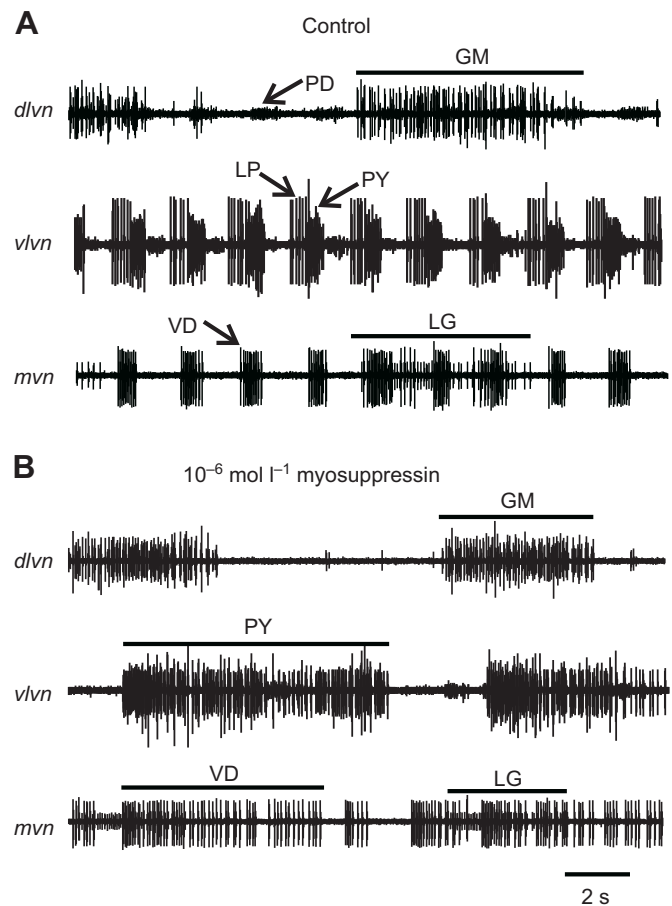 A
Control
GM
PD
dlvn
LP
PY
vlvn
VD
LG
mvn
B
10⁻⁶ mol l⁻¹ myosuppressin
GM
dlvn
PY
vlvn
VD
LG
mvn
2 s